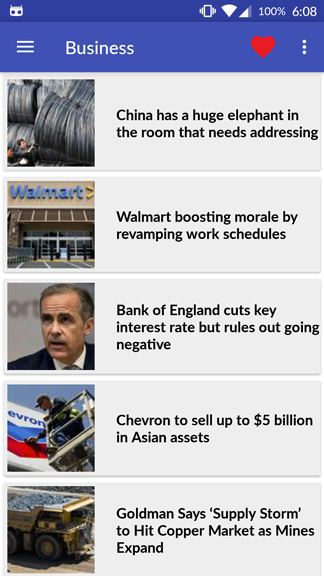 100% 6:08
Business
China has a huge elephant in
the room that needs addressing
Walmart
Walmart boosting morale by
revamping work schedules
Bank of England cuts key
interest rate but rules out going
negative
evron
Chevron to sell up to $5 billion
in Asian assets
Goldman Says ‘Supply Storm’
to Hit Copper Market as Mines
Expand